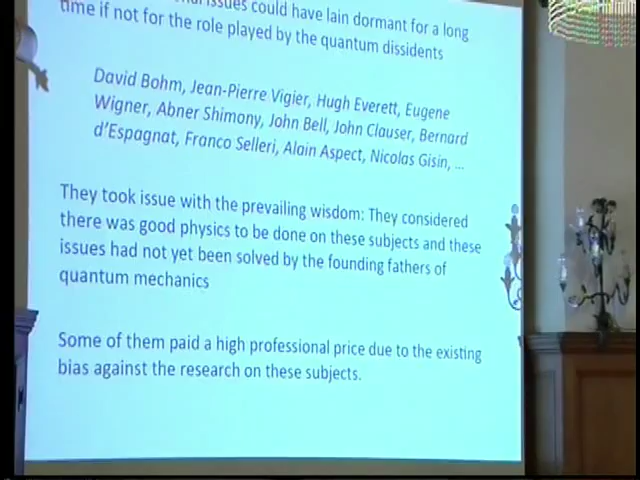 issues could have lain dormant for a long
time if not for the role played by the quantum dissidents
David Bohm, Jean-Pierre Vigier, Hugh Everett, Eugene
Wigner, Abner Shimony, John Bell, John Clauser, Bernard
d'Espagnat, Franco Selleri, Alain Aspect, Nicolas Gisin, ...
They took issue with the prevailing wisdom: They considered
there was good physics to be done on these subjects and these
issues had not yet been solved by the founding fathers of
quantum mechanics
Some of them paid a high professional price due to the existing
bias against the research on these subjects.